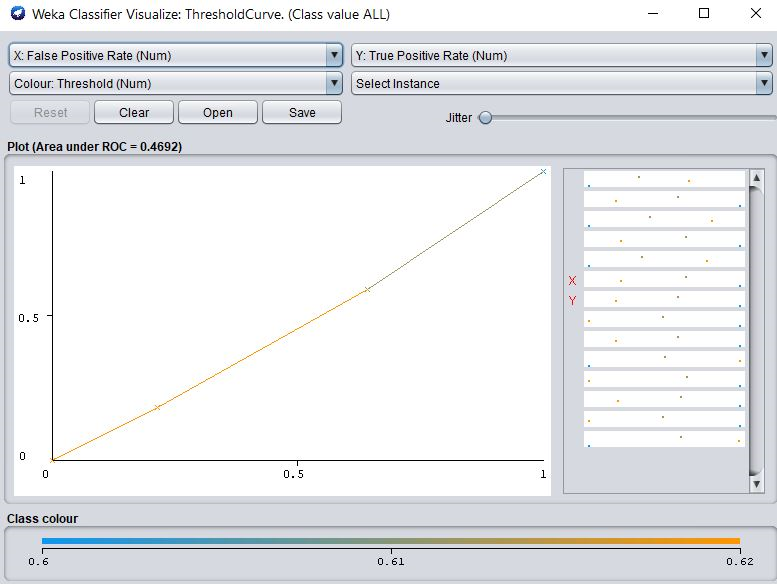 Weka Classifier Visualize: ThresholdCurve. (Class value ALL)
X: False Positive Rate (Num) Y: True Positive Rate (Num)
Colour: Threshold (Num) Select Instance
Reset Clear Open Save Jitter
Plot (Area under ROC = 0.4692)
1
X
Y
0.5
0
0 0.5 1
Class colour
0.6 0.61 0.62